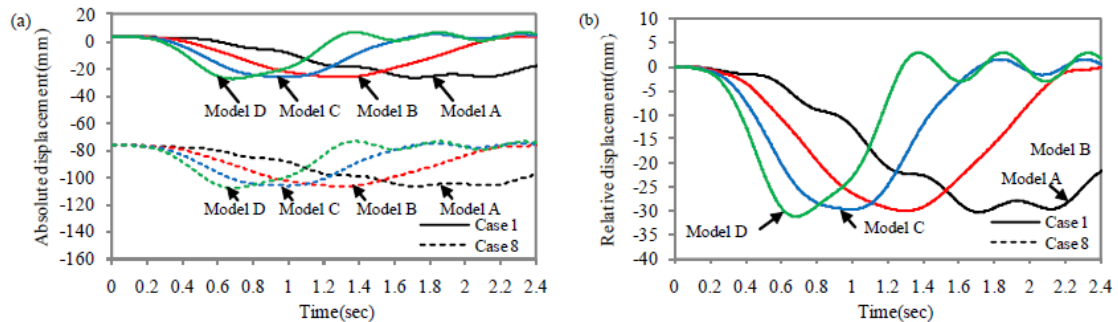 (a)
Absolute displacement(mm)
20
0
-20
-40
-60
-80
-100
-120
-140
-160
Model D
Model C
Model B
Model A
Model D
Model C
Model B
Model A
Case 1
Case 8
0 0.2 0.4 0.6 0.8 1 1.2 1.4 1.6 1.8 2 2.2 2.4
Time(sec)
(b)
Relative displacement(mm)
10
5
0
-5
-10
-15
-20
-25
-30
-35
-40
Model B
Model A
Model D
Model C
Case 1
Case 8
0 0.2 0.4 0.6 0.8 1 1.2 1.4 1.6 1.8 2 2.2 2.4
Time(sec)